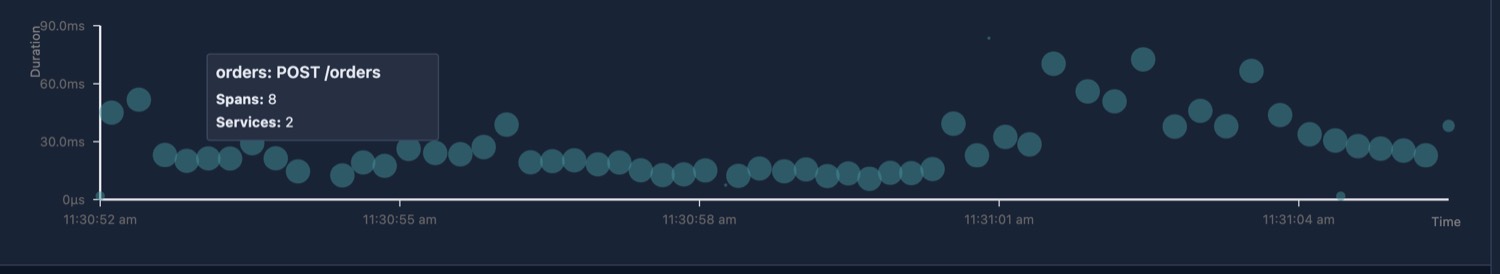 90.0ms
Duration
60.0ms
30.0ms
0μs
orders: POST /orders
Spans: 8
Services: 2
11:30:52 am
11:30:55 am
11:30:58 am
11:31:01 am
11:31:04 am
Time